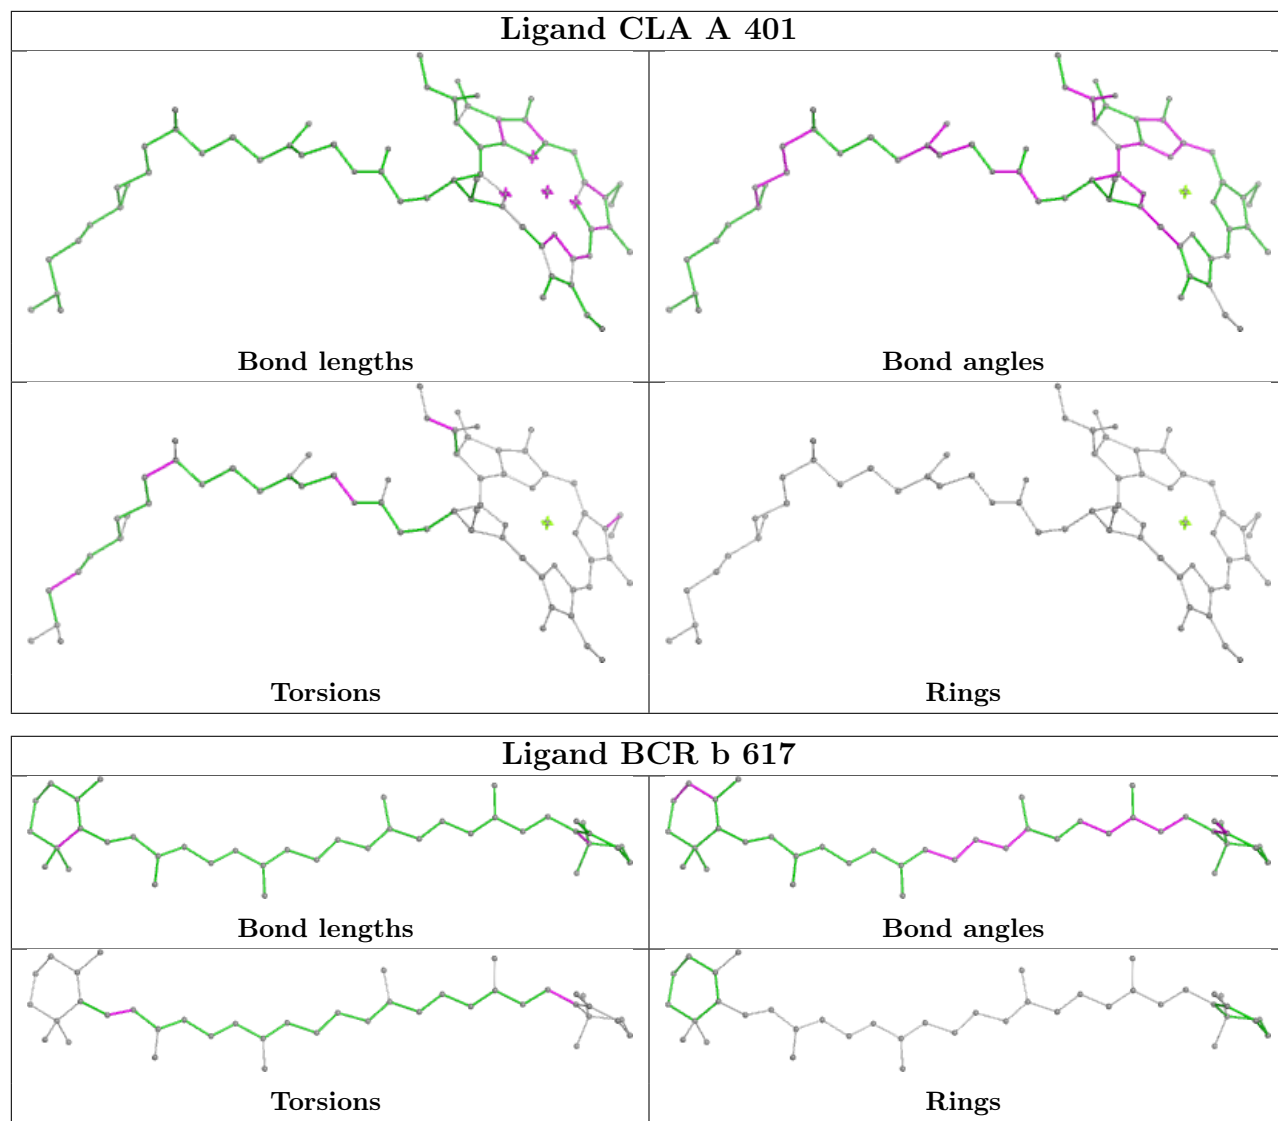 Ligand CLA A 401
Bond lengths
Bond angles
Torsions
Rings
Ligand BCR b 617
Bond lengths
Bond angles
Torsions
Rings